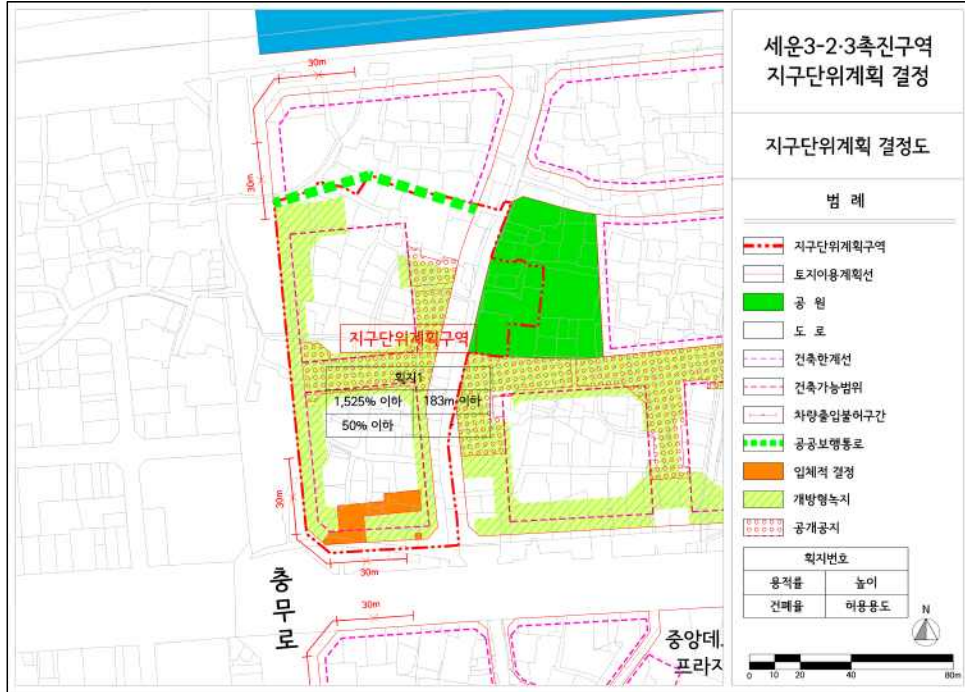 세운3-2·3촉진구역
지구단위계획 결정
지구단위계획 결정도
범 례
지구단위계획구역
토지이용계획선
공 원
도 로
건축한계선
건축가능범위
차량출입불허구간
공공보행통로
입체적 결정
개방형녹지
공개공지
획지번호
용적률 높이
건폐율 허용용도
N
0 10 20 40 80m
30m
30m
지구단위계획구역
획지1
1,525% 이하 183m 이하
50% 이하
30m
30m
충무로
30m
중앙데
프라자